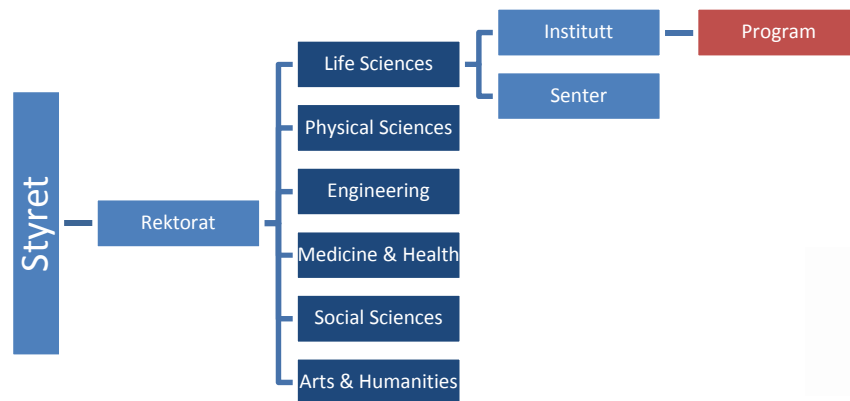 Styret
Rektorat
Life Sciences
Physical Sciences
Engineering
Medicine & Health
Social Sciences
Arts & Humanities
Institutt
Senter
Program